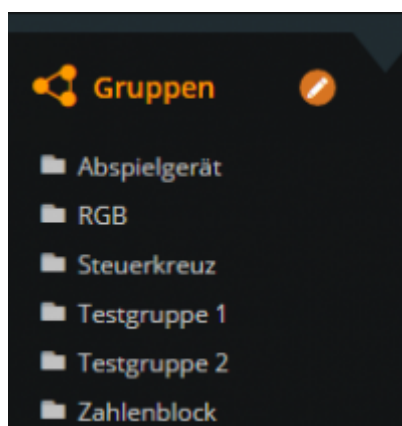 Gruppen
Abspielgerät
RGB
Steuerkreuz
Testgruppe 1
Testgruppe 2
Zahlenblock